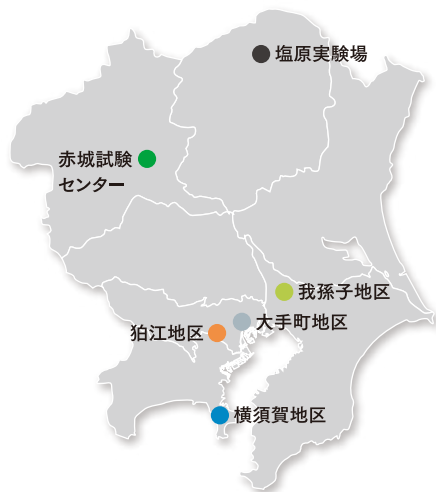 塩原実験場
赤城試験
センター
我孫子地区
大手町地区
狛江地区
横須賀地区